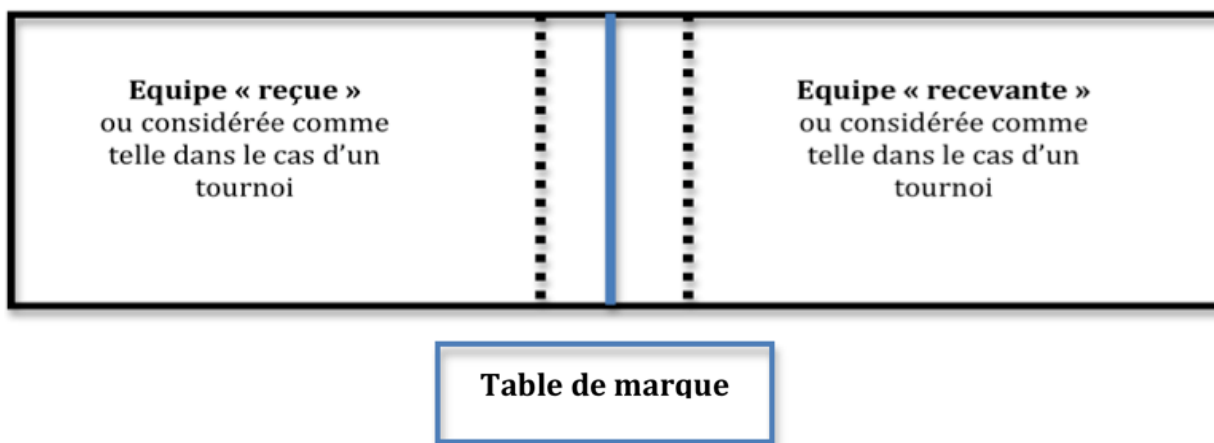 Equipe « reçue »
ou considérée comme
telle dans le cas d’un
tournoi
Equipe « recevante »
ou considérée comme
telle dans le cas d’un
tournoi
Table de marque